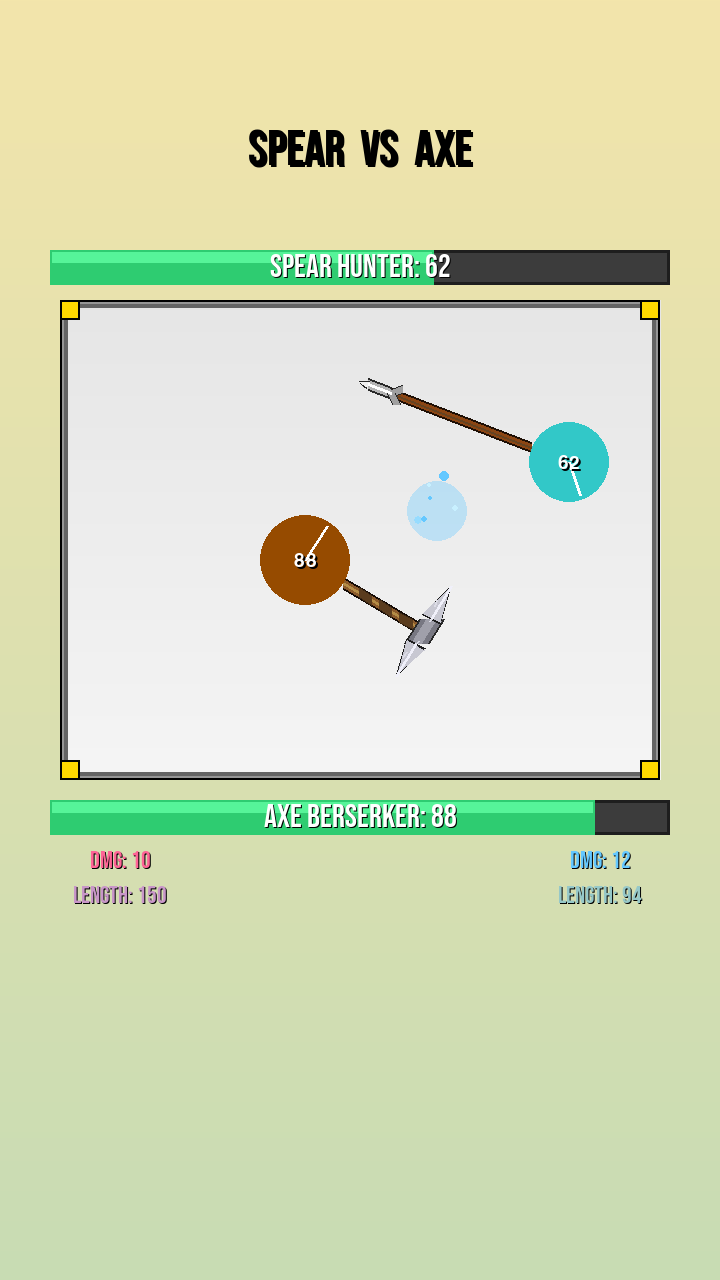 SPEAR VS AXE
SPEAR HUNTER: 62
62
88
AXE BERSERKER: 88
DMG: 10
DMG: 12
LENGTH: 150
LENGTH: 94